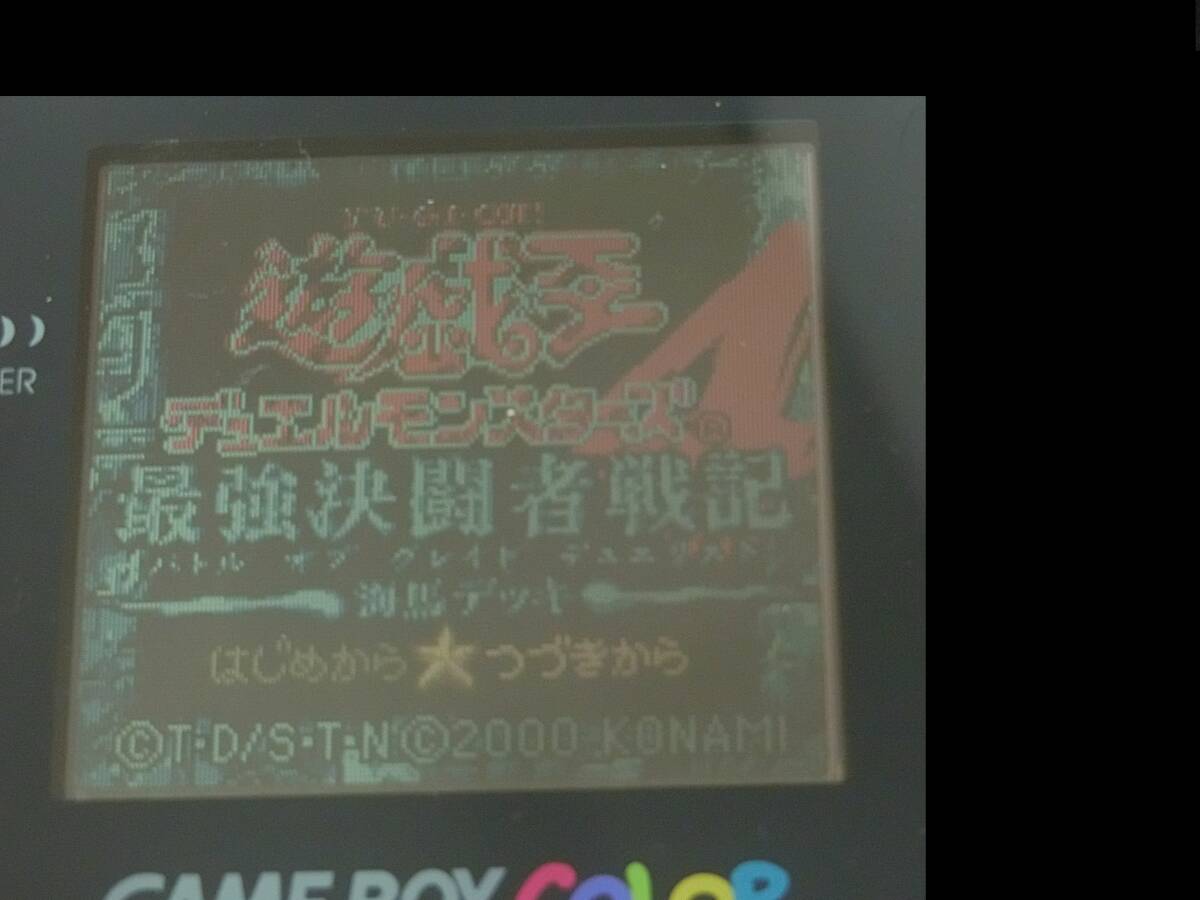 YU-GI-OH!
遊戯王
デュエルモンスターズ4
最強決闘者戦記
バトル オブ グレイト デュエリスト
海馬デッキ
はじめから★つづきから
©T・D/S・T・N©2000 KONAMI
ER
GAME BOY COLOR